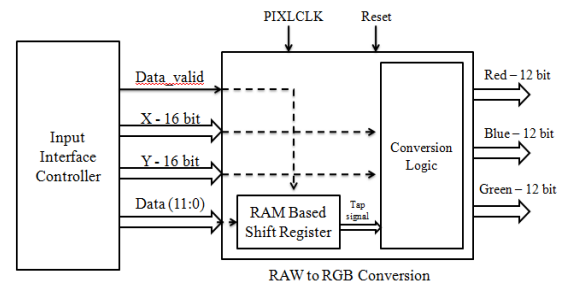 PIXLCLK
Reset
Data_valid
X - 16 bit
Y - 16 bit
Data (11:0)
Input
Interface
Controller
RAM Based
Shift Register
Tap
signal
Conversion
Logic
Red – 12 bit
Blue – 12 bit
Green – 12 bit
RAW to RGB Conversion